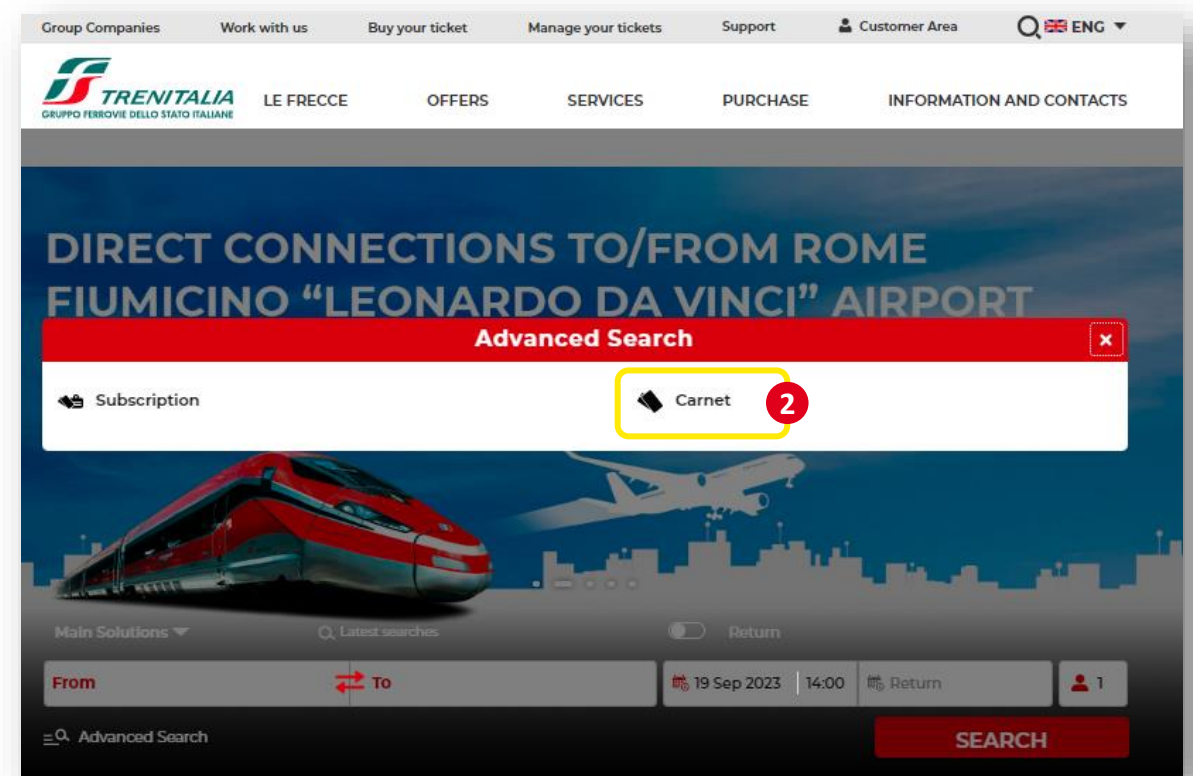 Group Companies Work with us Buy your ticket Manage your tickets Support Customer Area ENG
TRENITALIA
GRUPPO FERROVIE DELLO STATO ITALIANE
LE FRECCE OFFERS SERVICES PURCHASE INFORMATION AND CONTACTS
DIRECT CONNECTIONS TO/FROM ROME
FIUMICINO “LEONARDO DA VINCI” AIRPORT
Advanced Search
Subscription Carnet 2
Main Solutions Latest searches Return
From To 19 Sep 2023 14:00 Return 1
Advanced Search SEARCH